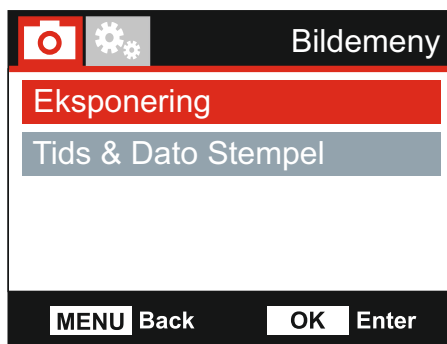 Bildemeny
Eksponering
Tids & Dato Stempel
MENU Back OK Enter